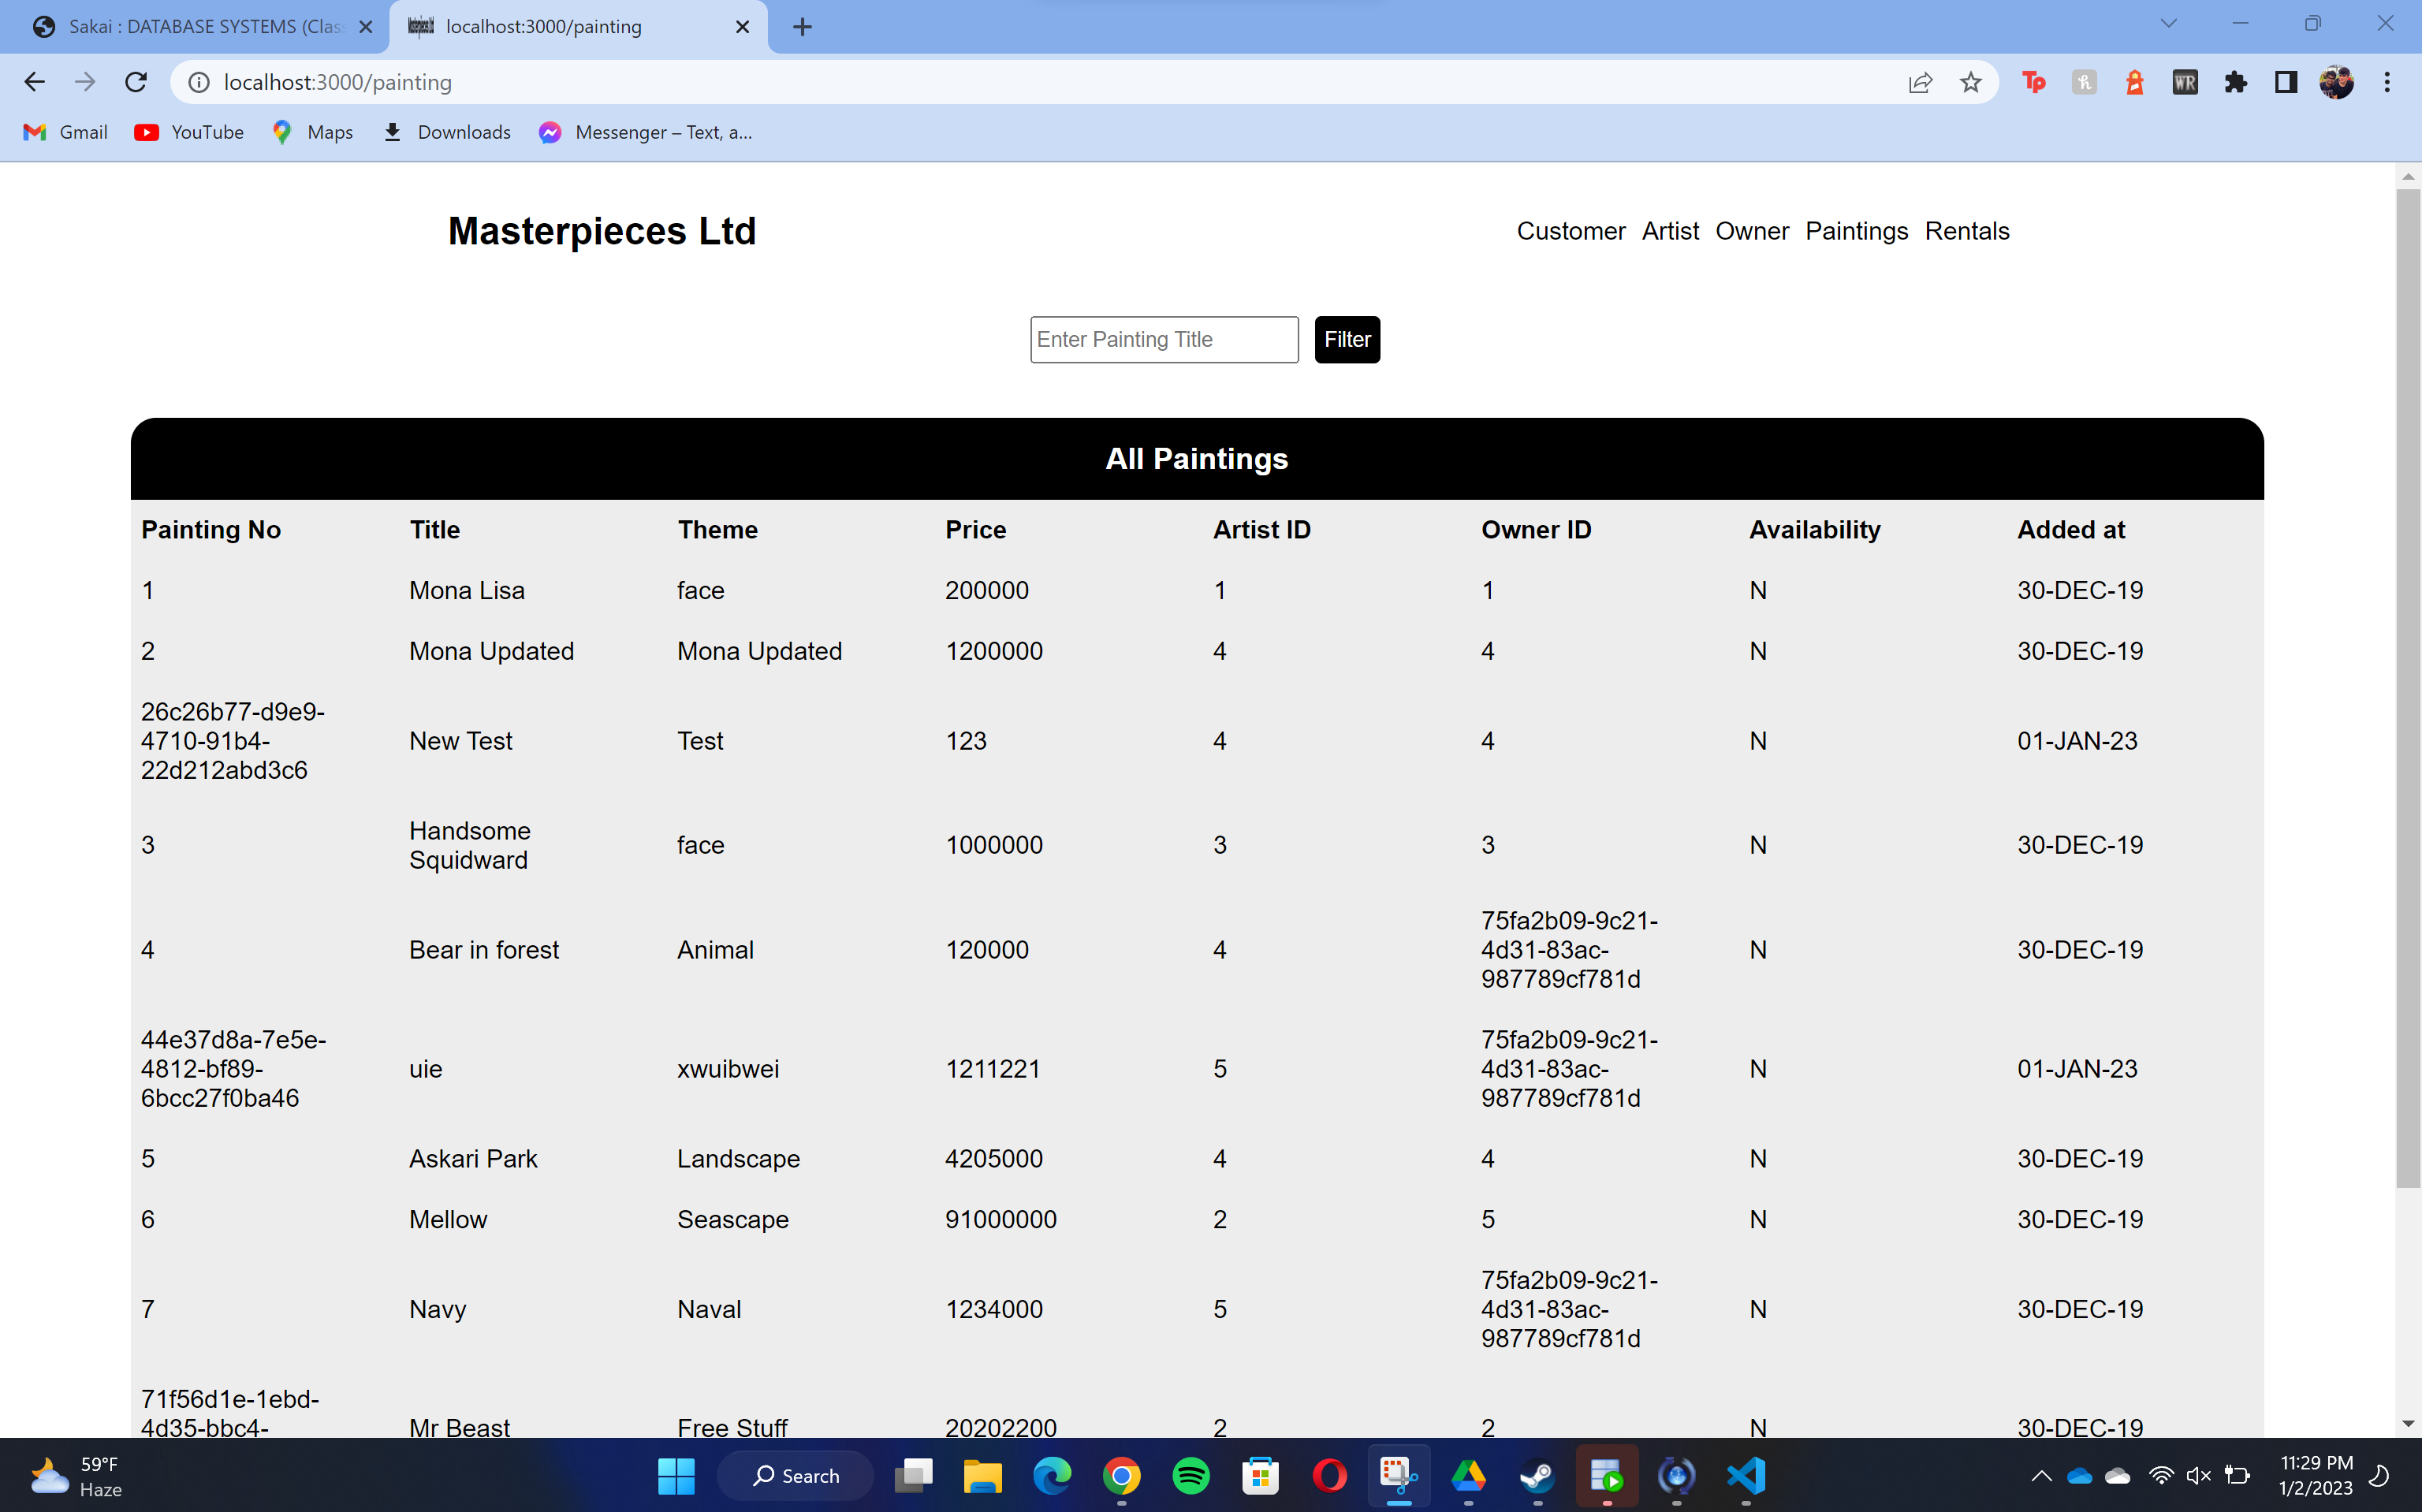 Sakai : DATABASE SYSTEMS (Clas
localhost:3000/painting
localhost:3000/painting
Tp
h
WR
Gmail
YouTube
Maps
Downloads
Messenger – Text, a...
Masterpieces Ltd
Customer Artist Owner Paintings Rentals
Enter Painting Title
Filter
All Paintings
Painting No Title Theme Price Artist ID Owner ID Availability Added at
1 Mona Lisa face 200000 1 1 N 30-DEC-19
2 Mona Updated Mona Updated 1200000 4 4 N 30-DEC-19
26c26b77-d9e9-
4710-91b4-
22d212abd3c6
New Test Test 123 4 4 N 01-JAN-23
3
Handsome
Squidward
face 1000000 3 3 N 30-DEC-19
4 Bear in forest Animal 120000 4
75fa2b09-9c21-
4d31-83ac-
987789cf781d
N 30-DEC-19
44e37d8a-7e5e-
4812-bf89-
6bcc27f0ba46
uie xwuibwei 1211221 5
75fa2b09-9c21-
4d31-83ac-
987789cf781d
N 01-JAN-23
5 Askari Park Landscape 4205000 4 4 N 30-DEC-19
6 Mellow Seascape 91000000 2 5 N 30-DEC-19
7 Navy Naval 1234000 5
75fa2b09-9c21-
4d31-83ac-
987789cf781d
N 30-DEC-19
71f56d1e-1ebd-
4d35-bbc4-
Mr Beast Free Stuff 20202200 2 2 N 30-DEC-19
59°F
Haze
Search
11:29 PM
1/2/2023